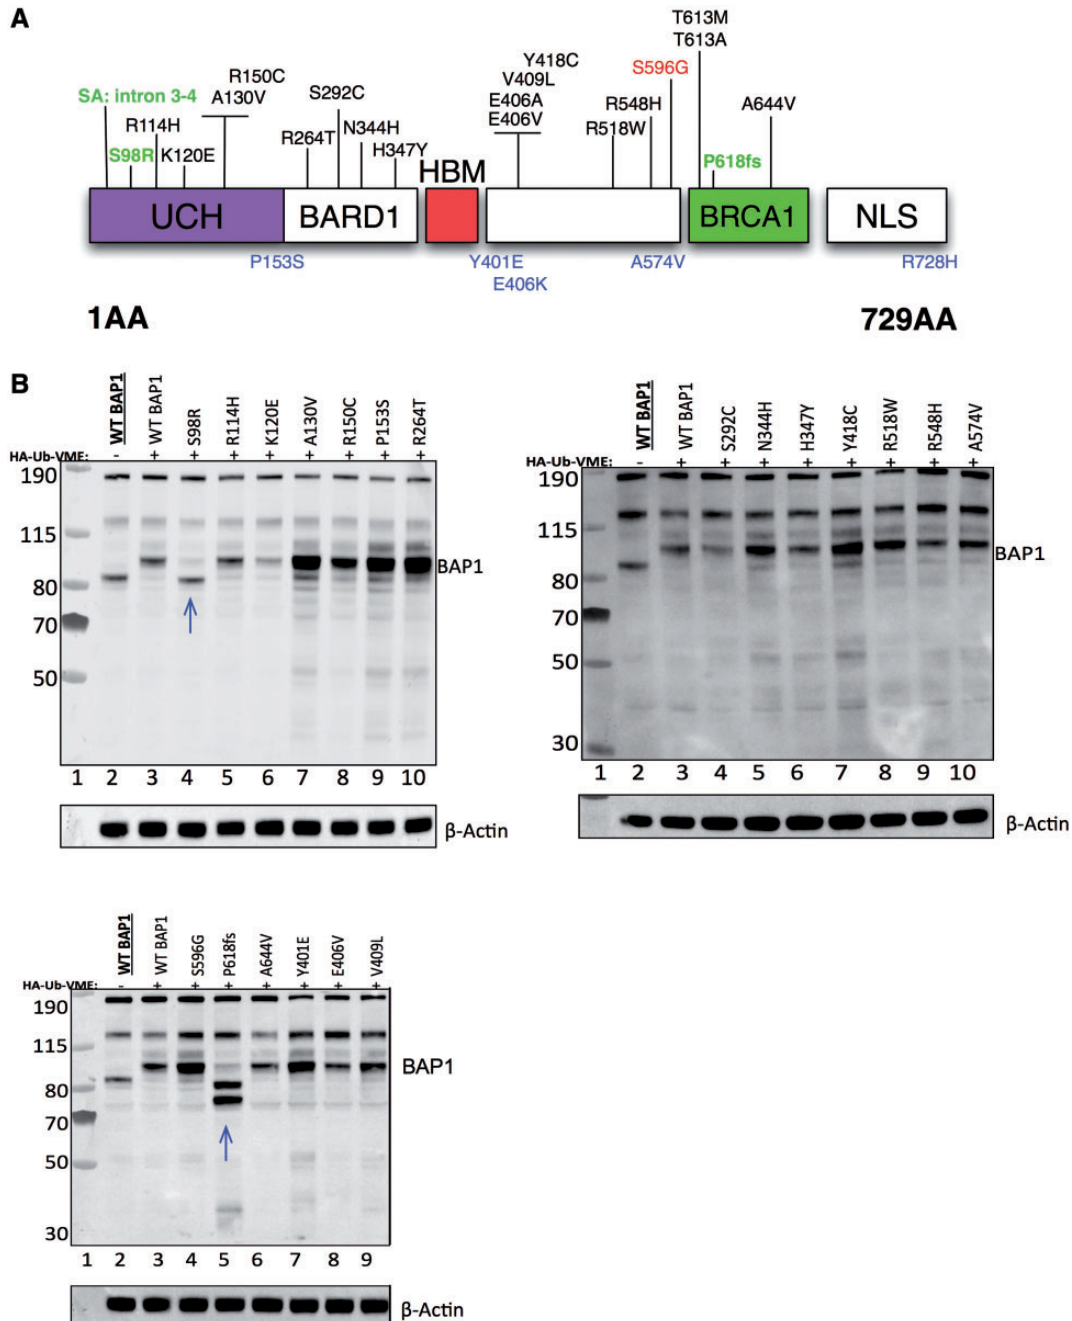 A
T613M
T613A
Y418C
V409L
E406A
E406V
S596G
R150C
A130V
SA: intron 3-4
S292C
R548H
A644V
R114H
N344H
R518W
R264T
S98R
K120E
H347Y
P618fs
HBM
UCH
BARD1
BRCA1
NLS
P153S
Y401E
E406K
A574V
R728H
1AA
729AA
B
WT BAP1
WT BAP1
S98R
R114H
K120E
A130V
R150C
P153S
R264T
HA-Ub-VME: - + + + + + + + +
190
115
80
70
50
BAP1
1 2 3 4 5 6 7 8 9 10
β-Actin
WT BAP1
WT BAP1
S292C
N344H
H347Y
Y418C
R518W
R548H
A574V
HA-Ub-VME: - + + + + + + + +
190
115
80
70
50
30
BAP1
1 2 3 4 5 6 7 8 9 10
β-Actin
WT BAP1
WT BAP1
S596G
P618fs
A644V
Y401E
E406V
V409L
HA-Ub-VME: - + + + + + + +
190
115
80
70
50
30
BAP1
1 2 3 4 5 6 7 8 9
β-Actin